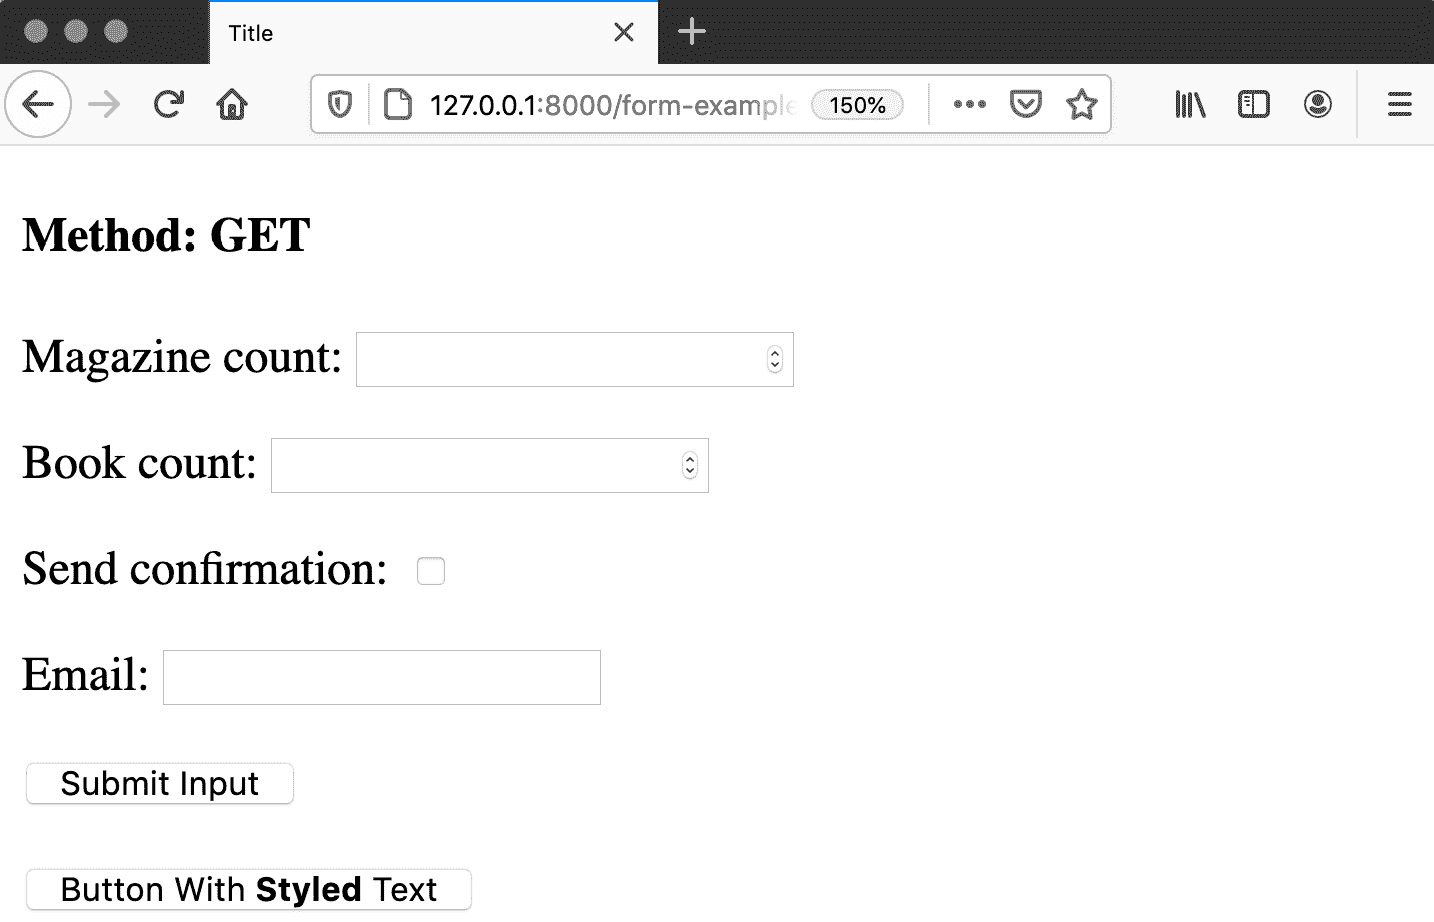 Title
127.0.0.1:8000/form-example 150%
Method: GET
Magazine count:
Book count:
Send confirmation:
Email:
Submit Input
Button With Styled Text